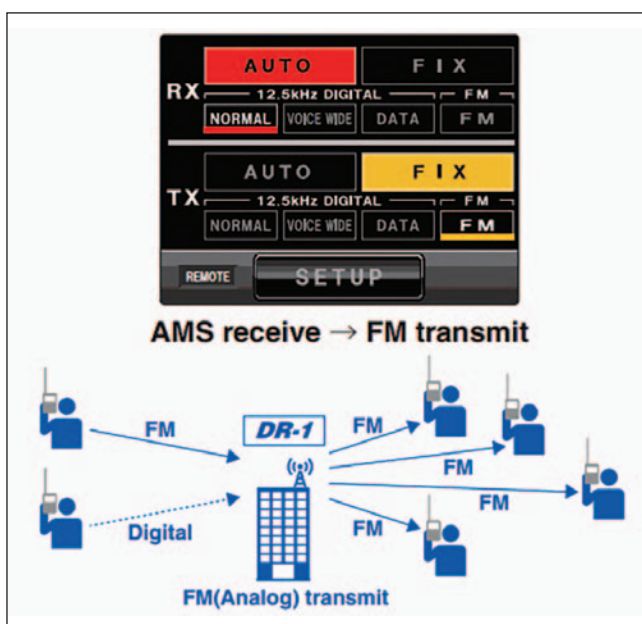 AUTO FIX
RX 12.5kHz DIGITAL FM
NORMAL VOICE WIDE DATA FM
AUTO FIX
TX 12.5kHz DIGITAL FM
NORMAL VOICE WIDE DATA FM
REMOTE SETUP
AMS receive → FM transmit
FM DR-1 FM
FM
FM
Digital FM
FM(Analog) transmit